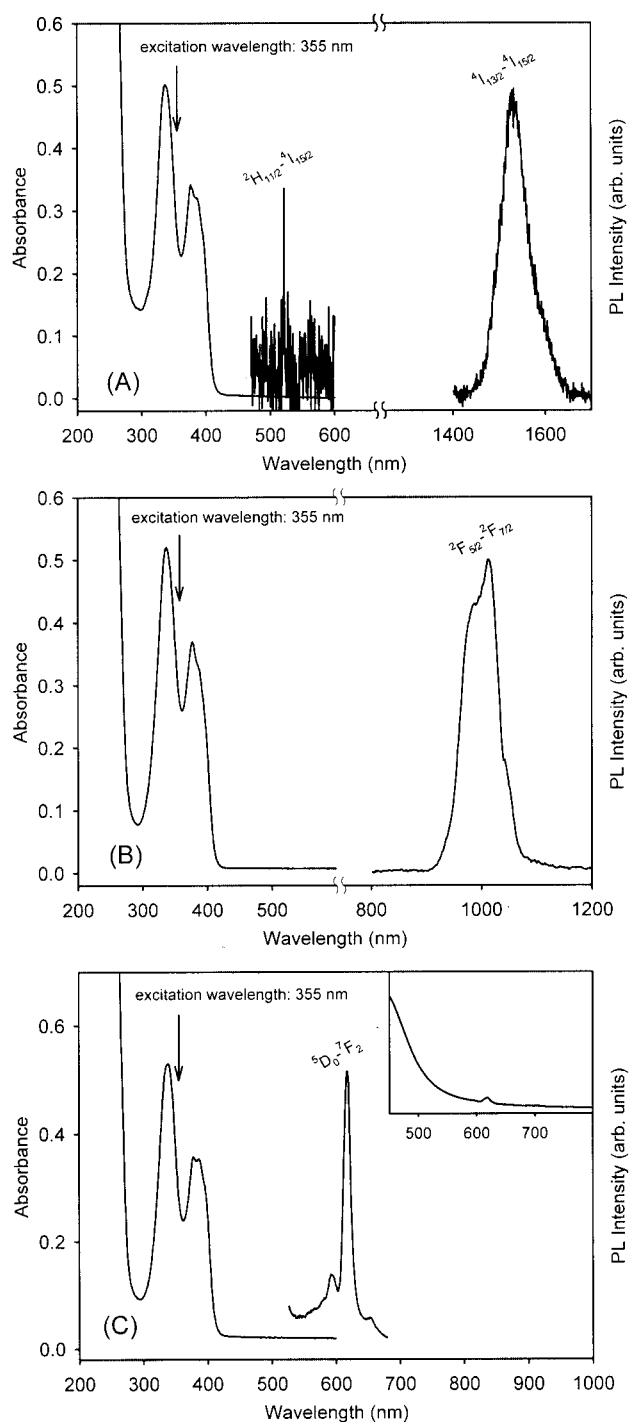 excitation wavelength: 355 nm
²H₁₁/₂-⁴I₁₅/₂
⁴I₁₃/₂-⁴I₁₅/₂
Absorbance
PL Intensity (arb. units)
0.6
0.5
0.4
0.3
0.2
0.1
0.0
(A)
200 300 400 500 600 1400 1600
Wavelength (nm)
excitation wavelength: 355 nm
²F₅/₂-²F₇/₂
Absorbance
PL Intensity (arb. units)
0.6
0.5
0.4
0.3
0.2
0.1
0.0
(B)
200 300 400 500 800 1000 1200
Wavelength (nm)
excitation wavelength: 355 nm
⁵D₀-⁷F₂
500 600 700
Absorbance
PL Intensity (arb. units)
0.6
0.4
0.2
0.0
(C)
200 300 400 500 600 700 800 900 1000
Wavelength (nm)